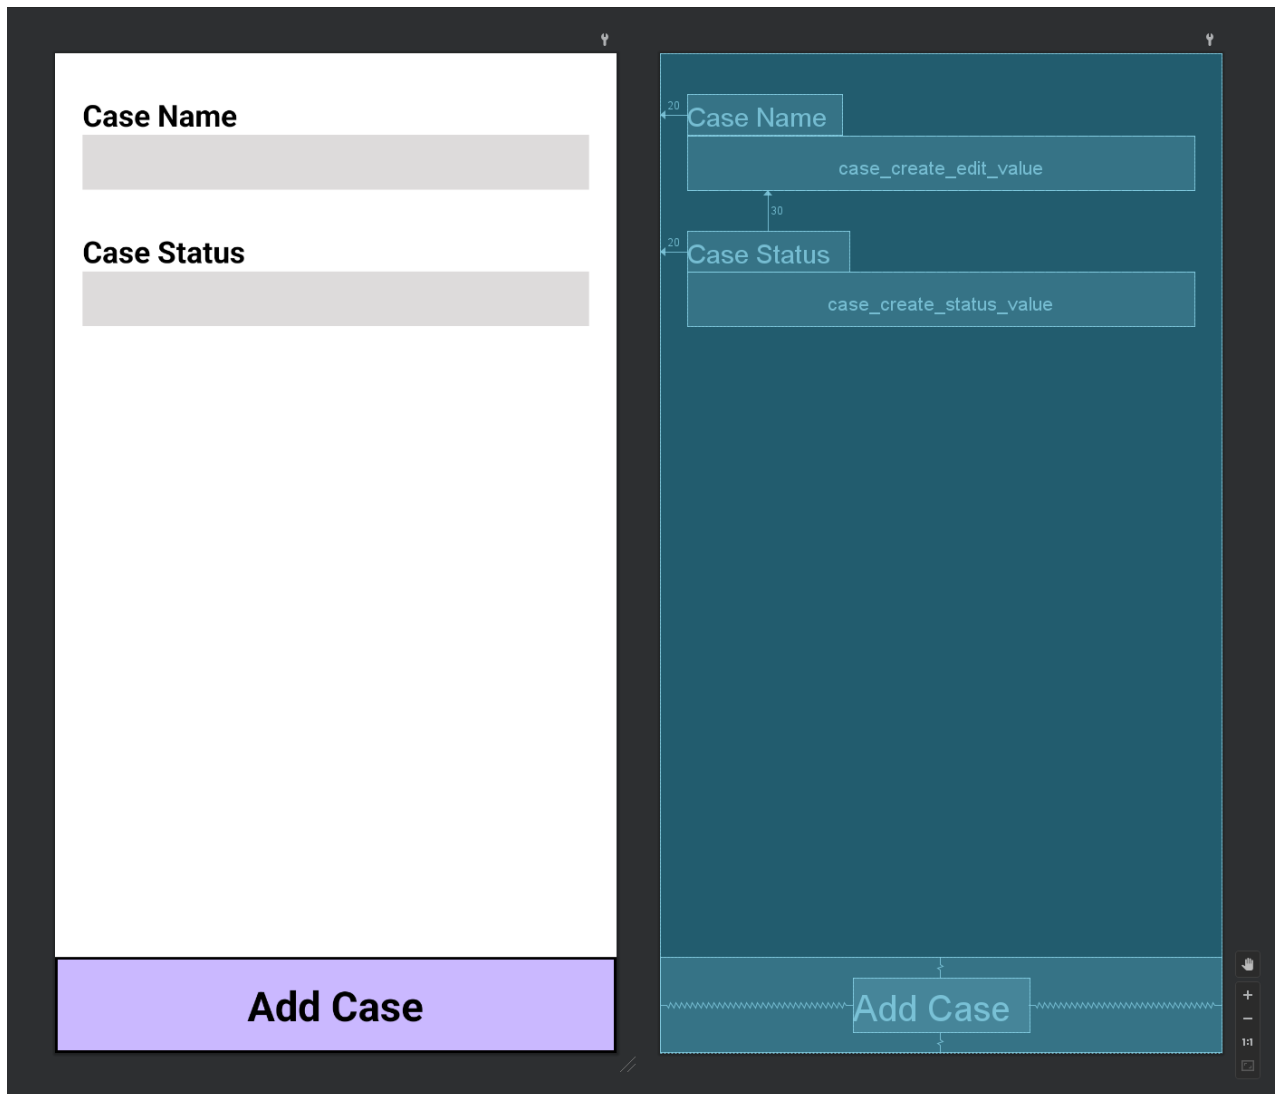 Case Name
Case Status
Add Case
20
Case Name
case_create_edit_value
30
20
Case Status
case_create_status_value
Add Case
1:1